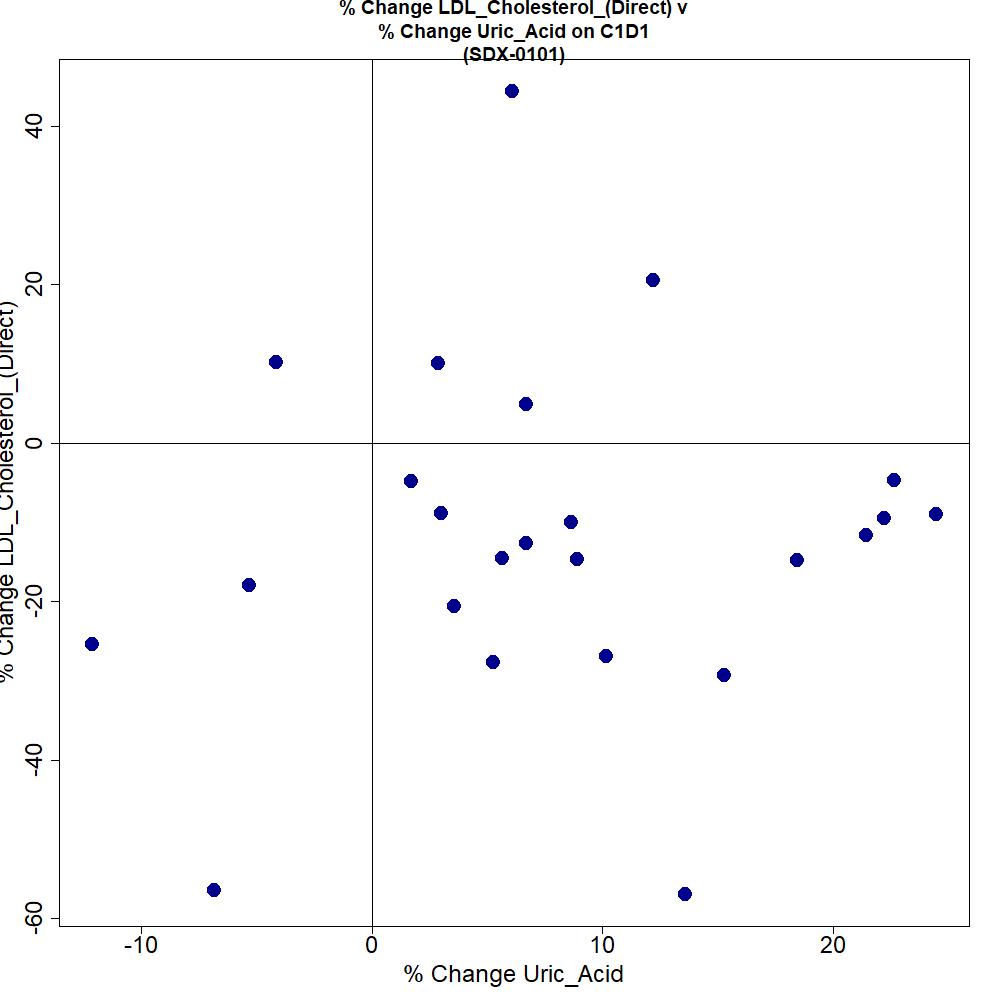 % Change LDL_Cholesterol_(Direct) v
% Change Uric_Acid on C1D1
(SDX-0101)
% Change LDL_Cholesterol_(Direct)
40
20
0
-20
-40
-60
-10
0
10
20
% Change Uric_Acid